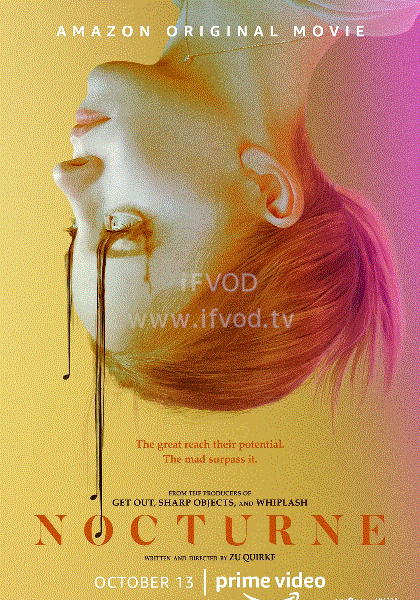 AMAZON ORIGINAL MOVIE
iFVOD
www.ifvod.tv
The great reach their potential.
The mad surpass it.
FROM THE PRODUCERS OF
GET OUT, SHARP OBJECTS, AND WHIPLASH
NOCTURNE
WRITTEN AND DIRECTED BY ZU QUIRKE
OCTOBER 13 | prime video